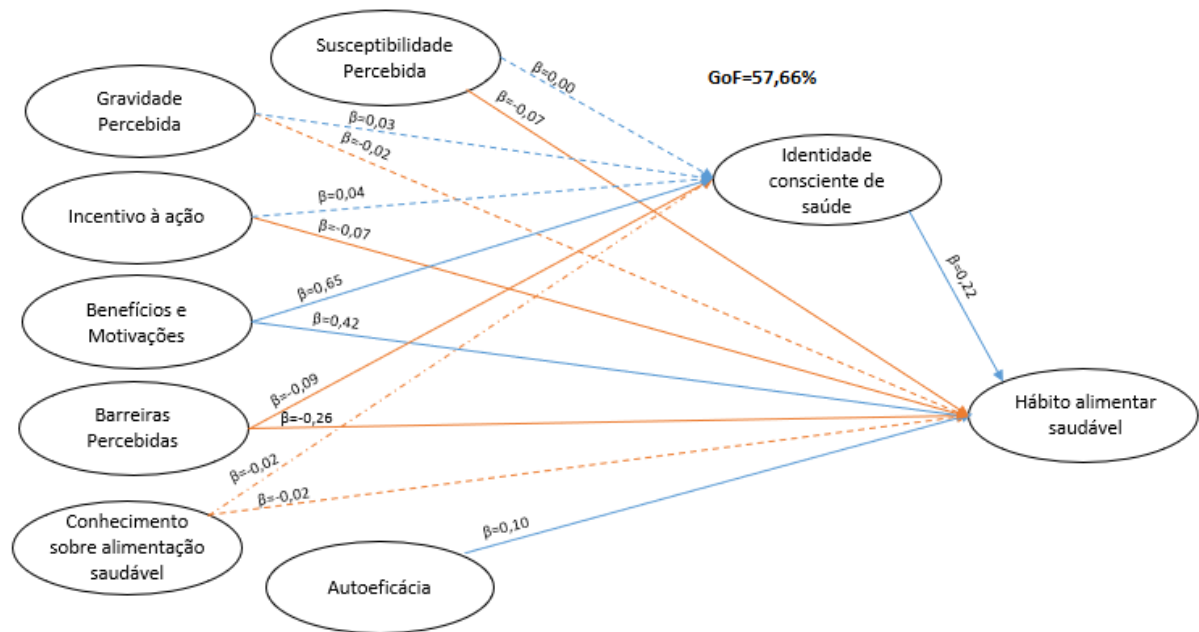 Susceptibilidade
Percebida
GoF=57,66%
β=0,00
Gravidade
Percebida
β=0,03
β=-0,02
β=-0,07
Identidade
consciente de
saúde
Incentivo à ação
β=0,04
β=-0,07
β=0,22
Benefícios e
Motivações
β=0,65
β=0,42
Barreiras
Percebidas
β=-0,09
β=-0,26
Hábito alimentar
saudável
β=-0,02
β=-0,02
Conhecimento
sobre alimentação
saudável
β=0,10
Autoeficácia